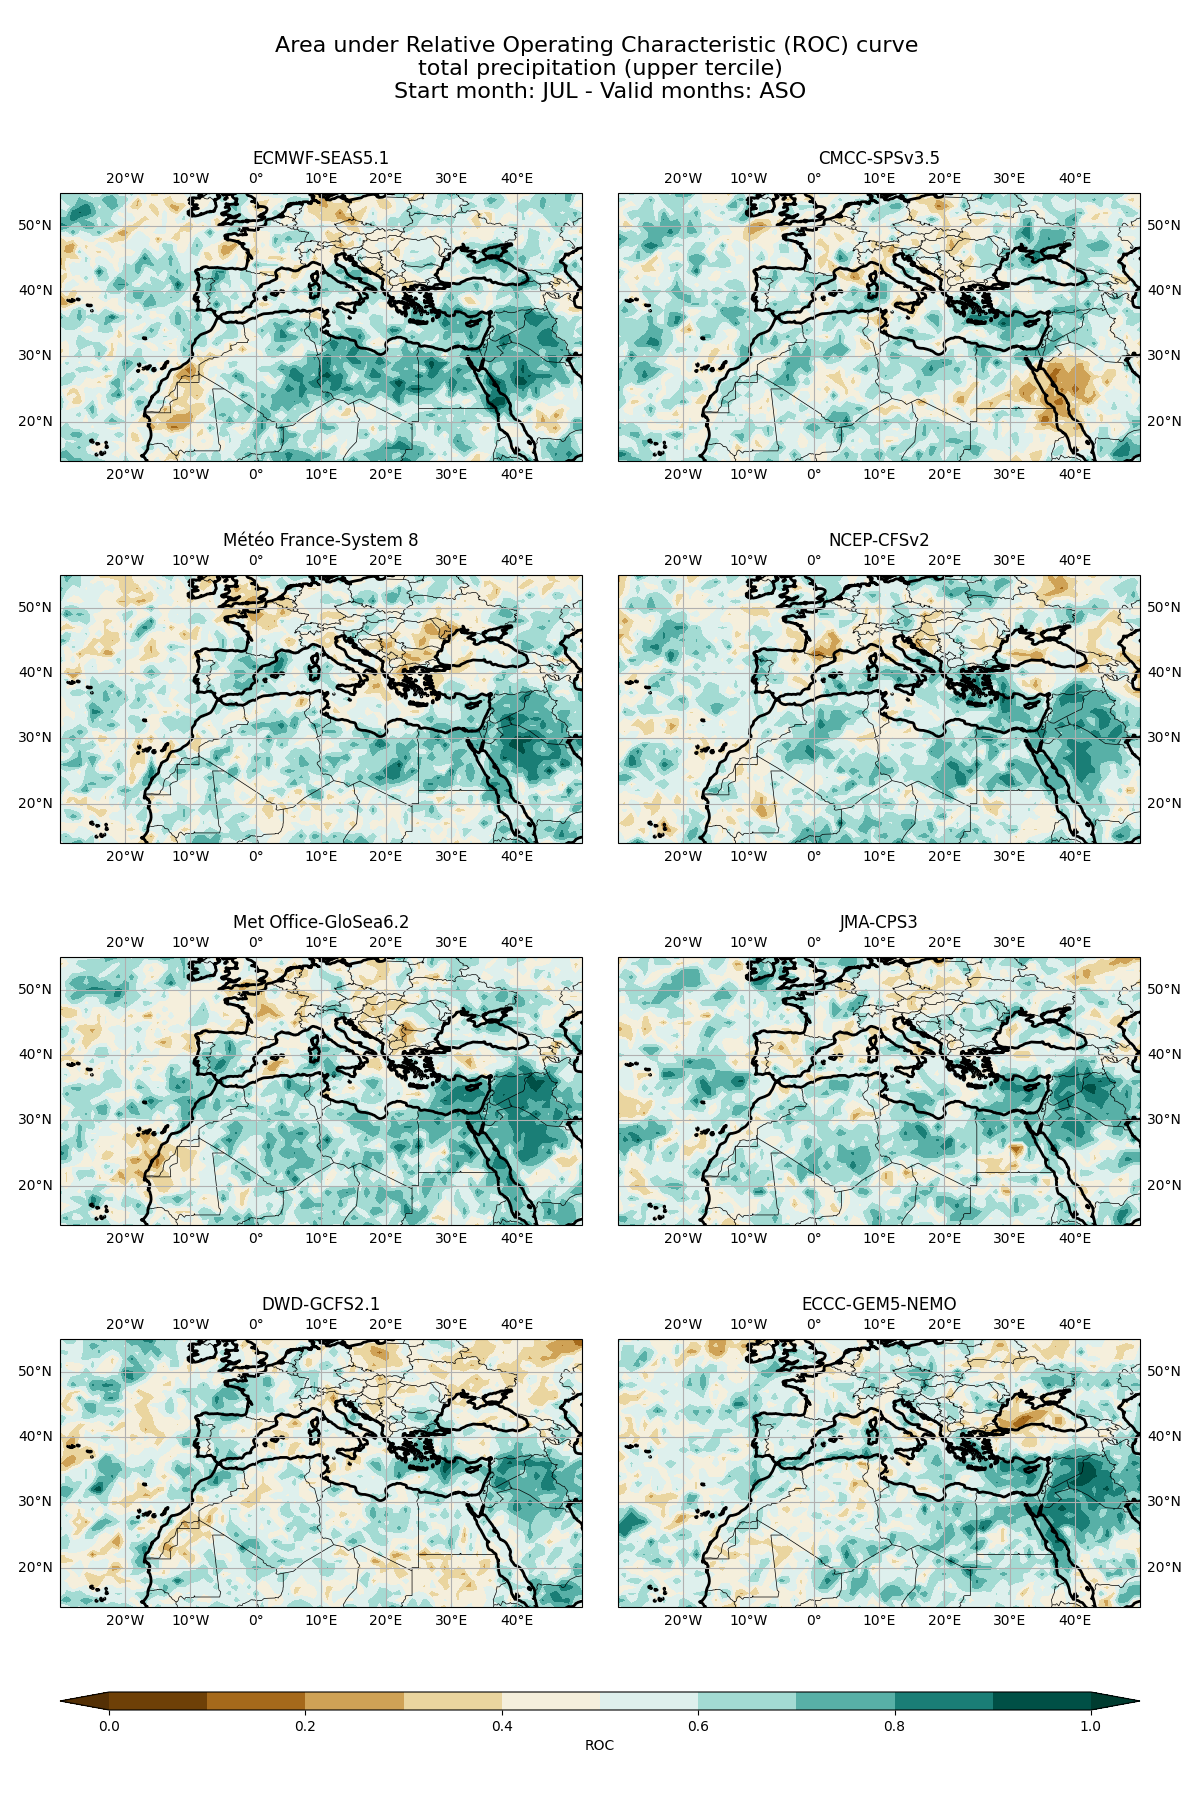 Area under Relative Operating Characteristic (ROC) curve
total precipitation (upper tercile)
Start month: JUL - Valid months: ASO
ECMWF-SEAS5.1
20°W 10°W 0° 10°E 20°E 30°E 40°E
50°N
40°N
30°N
20°N
20°W 10°W 0° 10°E 20°E 30°E 40°E
CMCC-SPSv3.5
20°W 10°W 0° 10°E 20°E 30°E 40°E
50°N
40°N
30°N
20°N
20°W 10°W 0° 10°E 20°E 30°E 40°E
Météo France-System 8
20°W 10°W 0° 10°E 20°E 30°E 40°E
50°N
40°N
30°N
20°N
20°W 10°W 0° 10°E 20°E 30°E 40°E
NCEP-CFSv2
20°W 10°W 0° 10°E 20°E 30°E 40°E
50°N
40°N
30°N
20°N
20°W 10°W 0° 10°E 20°E 30°E 40°E
Met Office-GloSea6.2
20°W 10°W 0° 10°E 20°E 30°E 40°E
50°N
40°N
30°N
20°N
20°W 10°W 0° 10°E 20°E 30°E 40°E
JMA-CPS3
20°W 10°W 0° 10°E 20°E 30°E 40°E
50°N
40°N
30°N
20°N
20°W 10°W 0° 10°E 20°E 30°E 40°E
DWD-GCFS2.1
20°W 10°W 0° 10°E 20°E 30°E 40°E
50°N
40°N
30°N
20°N
20°W 10°W 0° 10°E 20°E 30°E 40°E
ECCC-GEM5-NEMO
20°W 10°W 0° 10°E 20°E 30°E 40°E
50°N
40°N
30°N
20°N
20°W 10°W 0° 10°E 20°E 30°E 40°E
0.0 0.2 0.4 0.6 0.8 1.0
ROC